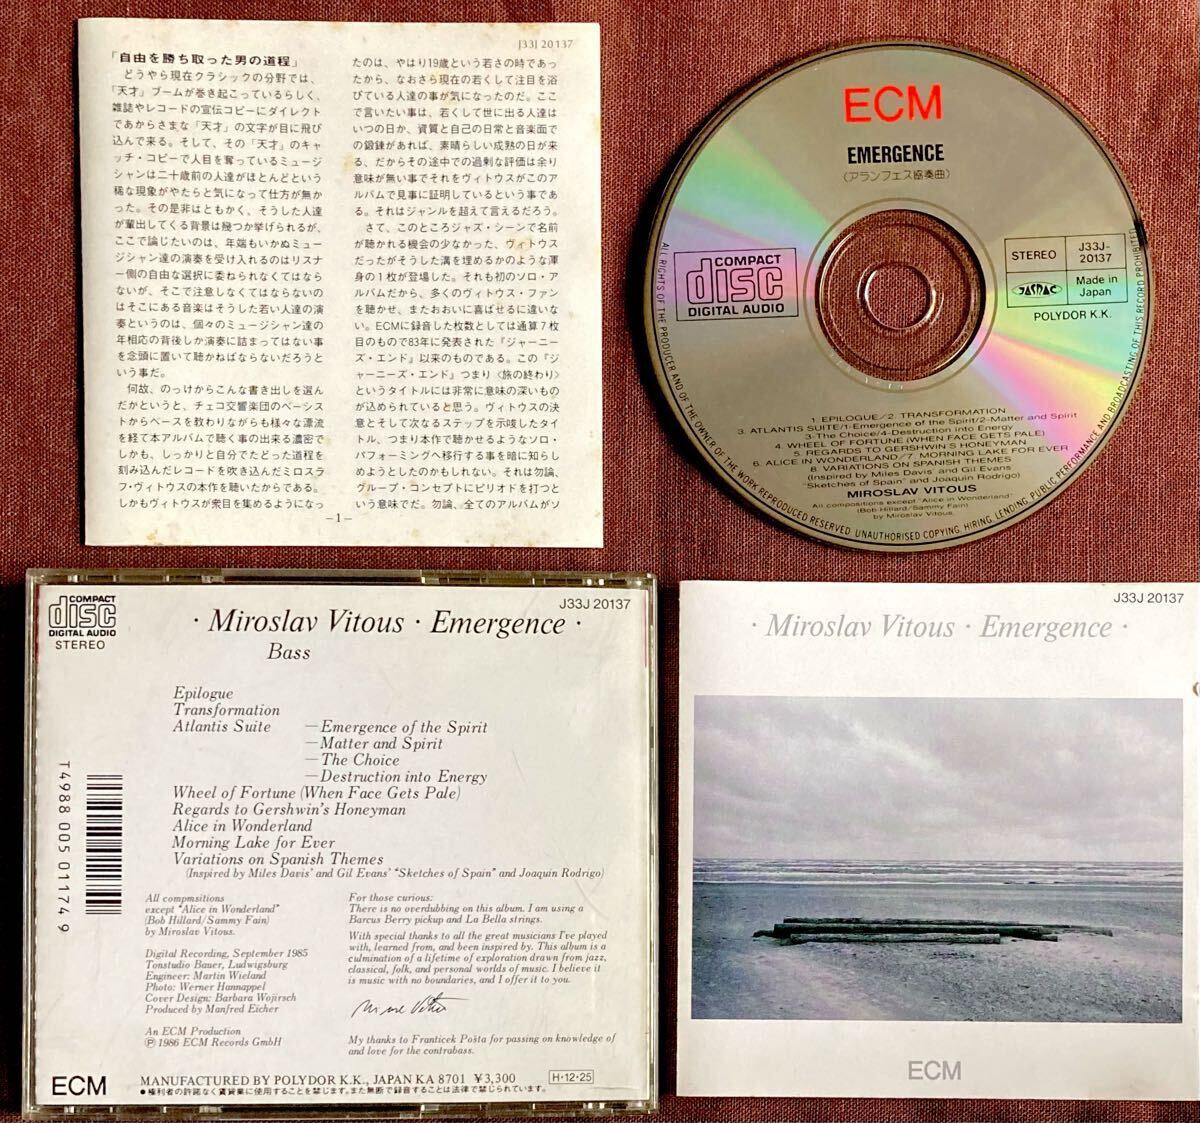 J33J 20137
「自由を勝ち取った男の道程」
どうやら現在クラシックの分野では、
「天才」ブームが巻き起こっているらしく、
雑誌やレコードの宣伝コピーにダイレクト
であからさまな「天才」の文字が目に飛び
込んで来る。そして、その「天才」のキャ
ッチ・コピーで人目を奪っているミュージ
シャンは二十歳前の人達がほとんどという
稀な現象がやたらと気になって仕方が無か
った。その是非はともかく、そうした人達
が輩出してくる背景は幾つか挙げられるが、
ここで論じたいのは、年端もいかぬミュー
ジシャン達の演奏を受け入れるのはリスナ
ー側の自由な選択に委ねられなくてはなら
ないが、そこで注意しなくてはならないの
はそこにある音楽はそうした若い人達の演
奏というのは、個々のミュージシャン達の
年相応の背後しか演奏に詰まってはない事
を念頭に置いて聴かねばならないだろうと
いう事だ。
何故、のっけからこんな書き出しを選ん
だかというと、チェコ交響楽団のベーシス
トからベースを教わりながらも様々な漂流
を経て本アルバムで聴く事の出来る濃密で
しかも、しっかりと自分でたどった道程を
刻み込んだレコードを吹き込んだミロスラ
フ・ヴィトウスの本作を聴いたからである。
しかもヴィトウスが衆目を集めるようになっ
たのは、やはり19歳という若さの時であっ
たから、なおさら現在の若くして注目を浴
びている人達の事が気になったのだ。ここ
で言いたい事は、若くして世に出る人達は
いつの日か、資質と自己の日常と音楽面で
の鍛錬があれば、素晴らしい成熟の日が来
る、だからその途中での過剰な評価は余り
意味が無い事でそれをヴィトウスがこのア
ルバムで見事に証明しているという事であ
る。それはジャンルを超えて言えるだろう。
さて、このところジャズ・シーンで名前
が聴かれる機会の少なかった、ヴィトウス
だったがそうした溝を埋めるかのような渾
身の1枚が登場した。それも初のソロ・ア
ルバムだから、多くのヴィトウス・ファン
を聴かせ、またおおいに喜ばせるに違いな
い。ECMに録音した枚数としては通算7枚
目のもので83年に発表された『ジャーニー
ズ・エンド』以来のものである。この『ジ
ャーニーズ・エンド』つまり〈旅の終わり〉
というタイトルには非常に意味の深いもの
が込められていると思う。ヴィトウスの決
意とそして次なるステップを示唆したタイ
トル、つまり本作で聴かせるようなソロ・
パフォーミングへ移行する事を暗に知らし
めようとしたのかもしれない。それは勿論、
グループ・コンセプトにピリオドを打つと
いう意味でだ。勿論、全てのアルバムがソ
—1—
ECM
EMERGENCE
(アランフェス協奏曲)
COMPACT
disc
DIGITAL AUDIO
STEREO
J33J-
20137
JASRAC
Made in
Japan
POLYDOR K.K.
1. EPILOGUE/2. TRANSFORMATION
3. ATLANTIS SUITE/1-Emergence of the Spirit/2-Matter and Spirit
3-The Choice/4-Destruction into Energy
4. WHEEL OF FORTUNE (WHEN FACE GETS PALE)
5. REGARDS TO GERSHWIN'S HONEYMAN
6. ALICE IN WONDERLAND/7. MORNING LAKE FOR EVER
8. VARIATIONS ON SPANISH THEMES
(Inspired by Miles Davis' and Gil Evans'
"Sketches of Spain" and Joaquin Rodrigo)
MIROSLAV VITOUS
All compositions except "Alice in Wonderland"
(Bob Hillard/Sammy Fain)
by Miroslav Vitous.
ALL RIGHTS OF THE PRODUCER AND OF THE OWNER OF THE WORK REPRODUCED RESERVED. UNAUTHORISED COPYING, HIRING, LENDING, PUBLIC PERFORMANCE AND BROADCASTING OF THIS RECORD PROHIBITED.
COMPACT
disc
DIGITAL AUDIO
STEREO
J33J 20137
· Miroslav Vitous · Emergence ·
Bass
Epilogue
Transformation
Atlantis Suite —Emergence of the Spirit
—Matter and Spirit
—The Choice
—Destruction into Energy
Wheel of Fortune (When Face Gets Pale)
Regards to Gershwin's Honeyman
Alice in Wonderland
Morning Lake for Ever
Variations on Spanish Themes
(Inspired by Miles Davis' and Gil Evans' "Sketches of Spain" and Joaquin Rodrigo)
T4988 005 01174 9
All compmsitions
except "Alice in Wonderland"
(Bob Hillard/Sammy Fain)
by Miroslav Vitous.
Digital Recording, September 1985
Tonstudio Bauer, Ludwigsburg
Engineer: Martin Wieland
Photo: Werner Hannappel
Cover Design: Barbara Wojirsch
Produced by Manfred Eicher
An ECM Production
Ⓟ 1986 ECM Records GmbH
For those curious:
There is no overdubbing on this album. I am using a
Barcus Berry pickup and La Bella strings.
With special thanks to all the great musicians I've played
with, learned from, and been inspired by. This album is a
culmination of a lifetime of exploration drawn from jazz,
classical, folk, and personal worlds of music. I believe it
is music with no boundaries, and I offer it to you.
My thanks to Franticek Pošta for passing on knowledge of
and love for the contrabass.
ECM
MANUFACTURED BY POLYDOR K.K., JAPAN KA 8701 ¥3,300
H·12·25
●権利者の許諾なく賃貸業に使用することを禁じます。また無断で録音することは法律で禁じられています。
J33J 20137
· Miroslav Vitous · Emergence ·
ECM